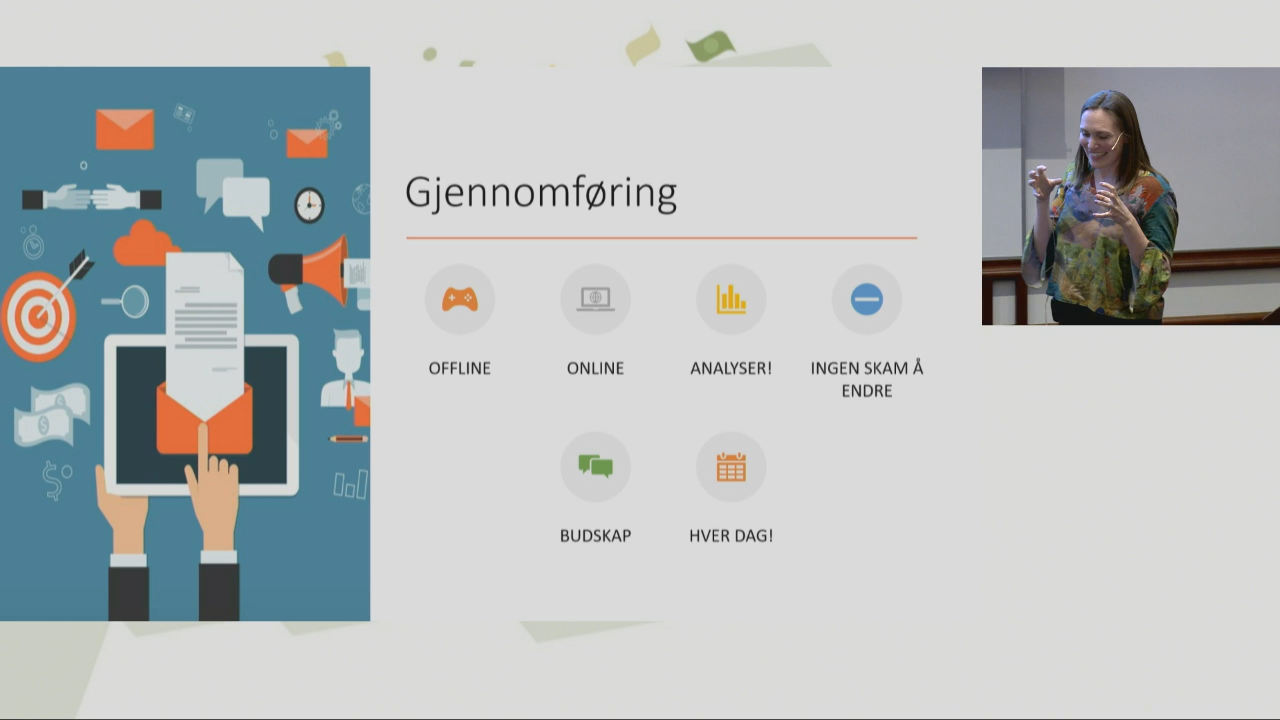 Gjennomføring
OFFLINE
ONLINE
ANALYSER!
INGEN SKAM Å
ENDRE
BUDSKAP
HVER DAG!